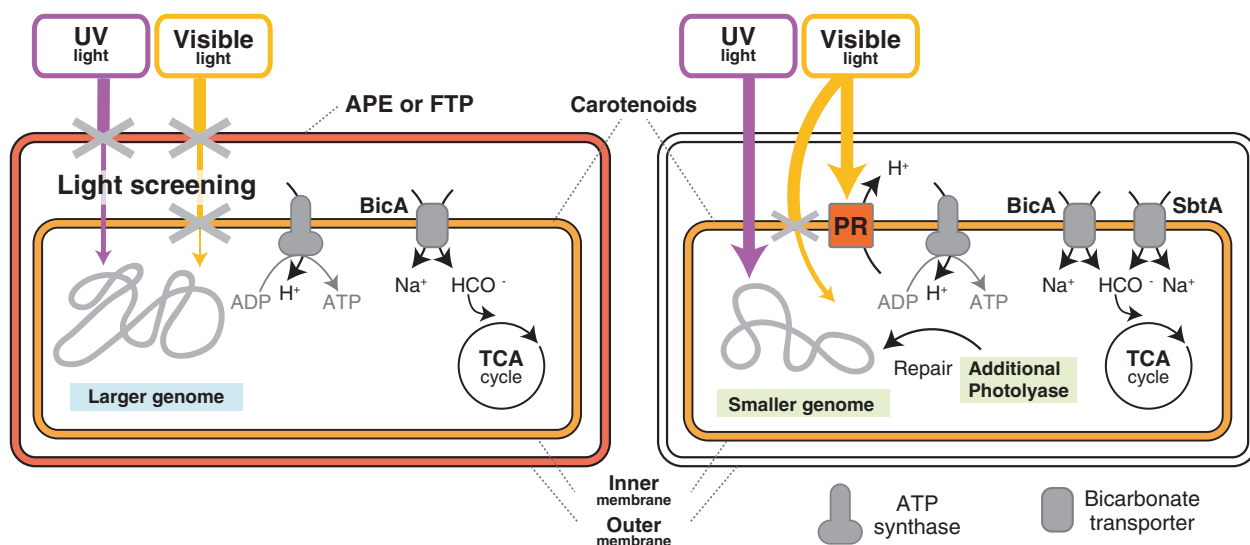 UV
light
Visible
light
APE or FTP
Carotenoids
UV
light
Visible
light
Light screening
BicA
ADP
H⁺
ATP
Na⁺
HCO⁻
TCA
cycle
Larger genome
H⁺
PR
BicA
SbtA
ADP
H⁺
ATP
Na⁺
HCO⁻
Na⁺
Repair
Additional
Photolyase
TCA
cycle
Smaller genome
Inner
membrane
Outer
membrane
ATP
synthase
Bicarbonate
transporter